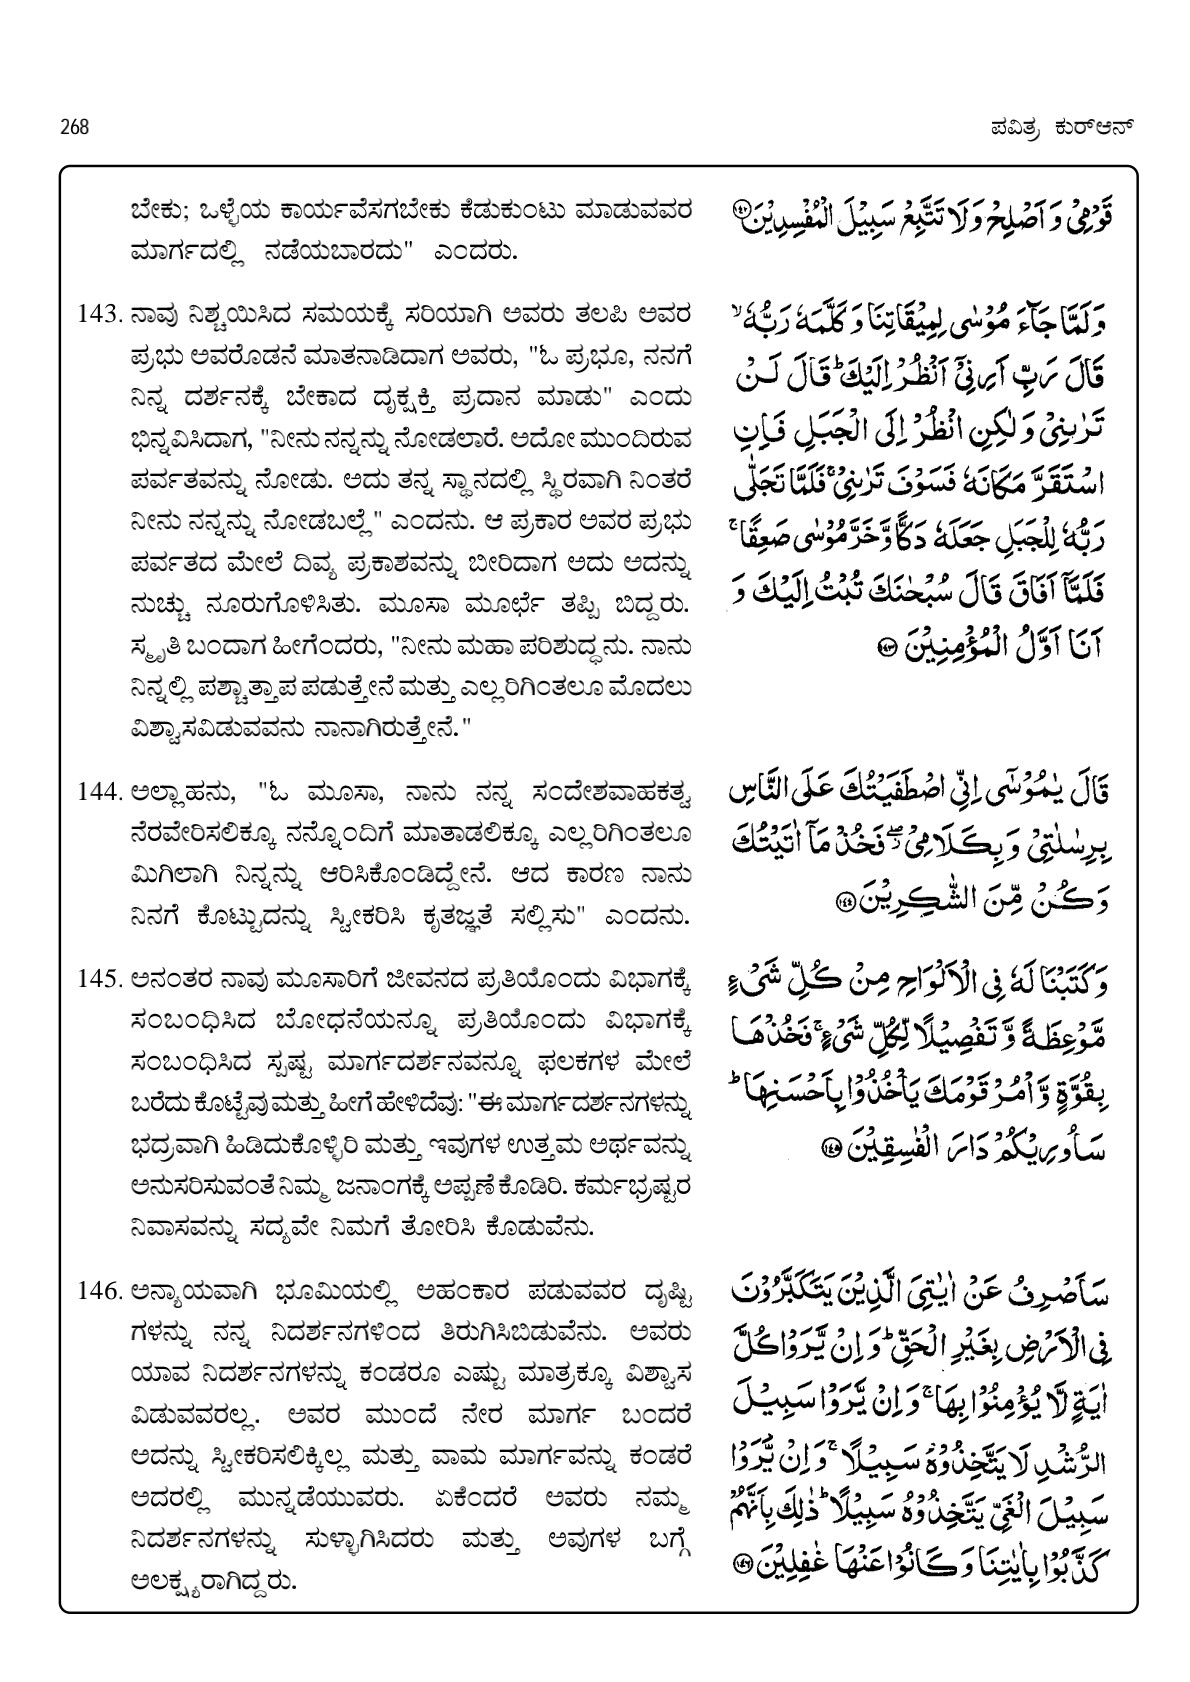 268
ಪವಿತ್ರ ಕುರ್‌ಆನ್
ಬೇಕು; ಒಳ್ಳೆಯ ಕಾರ್ಯವೆಸಗಬೇಕು ಕೆಡುಕುಂಟು ಮಾಡುವವರ
ಮಾರ್ಗದಲ್ಲಿ ನಡೆಯಬಾರದು" ಎಂದರು.
قَوْمِیْ وَ اَصْلِحْ وَلَا تَتَّبِعْ سَبِیْلَ الْمُفْسِدِیْنَ ۝۱۴۲
143. ನಾವು ನಿಶ್ಚಯಿಸಿದ ಸಮಯಕ್ಕೆ ಸರಿಯಾಗಿ ಅವರು ತಲಪಿ ಅವರ
ಪ್ರಭು ಅವರೊಡನೆ ಮಾತನಾಡಿದಾಗ ಅವರು, "ಓ ಪ್ರಭೂ, ನನಗೆ
ನಿನ್ನ ದರ್ಶನಕ್ಕೆ ಬೇಕಾದ ದೃಕ್ಷಕ್ತಿ ಪ್ರದಾನ ಮಾಡು" ಎಂದು
ಭಿನ್ನವಿಸಿದಾಗ, "ನೀನು ನನ್ನನ್ನು ನೋಡಲಾರೆ. ಅದೋ ಮುಂದಿರುವ
ಪರ್ವತವನ್ನು ನೋಡು. ಅದು ತನ್ನ ಸ್ಥಾನದಲ್ಲಿ ಸ್ಥಿರವಾಗಿ ನಿಂತರೆ
ನೀನು ನನ್ನನ್ನು ನೋಡಬಲ್ಲೆ" ಎಂದನು. ಆ ಪ್ರಕಾರ ಅವರ ಪ್ರಭು
ಪರ್ವತದ ಮೇಲೆ ದಿವ್ಯ ಪ್ರಕಾಶವನ್ನು ಬೀರಿದಾಗ ಅದು ಅದನ್ನು
ನುಚ್ಚು ನೂರುಗೊಳಿಸಿತು. ಮೂಸಾ ಮೂರ್ಛೆ ತಪ್ಪಿ ಬಿದ್ದರು.
ಸ್ಮೃತಿ ಬಂದಾಗ ಹೀಗೆಂದರು, "ನೀನು ಮಹಾ ಪರಿಶುದ್ಧನು. ನಾನು
ನಿನ್ನಲ್ಲಿ ಪಶ್ಚಾತ್ತಾಪ ಪಡುತ್ತೇನೆ ಮತ್ತು ಎಲ್ಲರಿಗಿಂತಲೂ ಮೊದಲು
ವಿಶ್ವಾಸವಿಡುವವನು ನಾನಾಗಿರುತ್ತೇನೆ."
وَلَمَّا جَآءَ مُوْسٰی لِمِیْقَاتِنَا وَ كَلَّمَهٗ رَبُّهٗ ۙ
قَالَ رَبِّ اَرِنِیْۤ اَنْظُرْ اِلَیْكَ ؕ قَالَ لَنْ
تَرٰىنِیْ وَ لٰكِنِ انْظُرْ اِلَی الْجَبَلِ فَاِنِ
اسْتَقَرَّ مَكَانَهٗ فَسَوْفَ تَرٰىنِیْ ۚ فَلَمَّا تَجَلّٰی
رَبُّهٗ لِلْجَبَلِ جَعَلَهٗ دَكًّا وَّ خَرَّ مُوْسٰی صَعِقًا ۚ
فَلَمَّاۤ اَفَاقَ قَالَ سُبْحٰنَكَ تُبْتُ اِلَیْكَ وَ
اَنَا اَوَّلُ الْمُؤْمِنِیْنَ ۝۱۴۳
144. ಅಲ್ಲಾಹನು, "ಓ ಮೂಸಾ, ನಾನು ನನ್ನ ಸಂದೇಶವಾಹಕತ್ವ
ನೆರವೇರಿಸಲಿಕ್ಕೂ ನನ್ನೊಂದಿಗೆ ಮಾತಾಡಲಿಕ್ಕೂ ಎಲ್ಲರಿಗಿಂತಲೂ
ಮಿಗಿಲಾಗಿ ನಿನ್ನನ್ನು ಆರಿಸಿಕೊಂಡಿದ್ದೇನೆ. ಆದ ಕಾರಣ ನಾನು
ನಿನಗೆ ಕೊಟ್ಟುದನ್ನು ಸ್ವೀಕರಿಸಿ ಕೃತಜ್ಞತೆ ಸಲ್ಲಿಸು" ಎಂದನು.
قَالَ یٰمُوْسٰۤی اِنِّی اصْطَفَیْتُكَ عَلَی النَّاسِ
بِرِسٰلٰتِیْ وَ بِكَلَامِیْ ۖ فَخُذْ مَاۤ اٰتَیْتُكَ
وَ كُنْ مِّنَ الشّٰكِرِیْنَ ۝۱۴۴
145. ಅನಂತರ ನಾವು ಮೂಸಾರಿಗೆ ಜೀವನದ ಪ್ರತಿಯೊಂದು ವಿಭಾಗಕ್ಕೆ
ಸಂಬಂಧಿಸಿದ ಬೋಧನೆಯನ್ನೂ ಪ್ರತಿಯೊಂದು ವಿಭಾಗಕ್ಕೆ
ಸಂಬಂಧಿಸಿದ ಸ್ಪಷ್ಟ ಮಾರ್ಗದರ್ಶನವನ್ನೂ ಫಲಕಗಳ ಮೇಲೆ
ಬರೆದುಕೊಟ್ಟೆವು ಮತ್ತು ಹೀಗೆ ಹೇಳಿದೆವು: "ಈ ಮಾರ್ಗದರ್ಶನಗಳನ್ನು
ಭದ್ರವಾಗಿ ಹಿಡಿದುಕೊಳ್ಳಿರಿ ಮತ್ತು ಇವುಗಳ ಉತ್ತಮ ಅರ್ಥವನ್ನು
ಅನುಸರಿಸುವಂತೆ ನಿಮ್ಮ ಜನಾಂಗಕ್ಕೆ ಅಪ್ಪಣೆ ಕೊಡಿರಿ. ಕರ್ಮಭ್ರಷ್ಟರ
ನಿವಾಸವನ್ನು ಸದ್ಯವೇ ನಿಮಗೆ ತೋರಿಸಿ ಕೊಡುವೆನು.
وَ كَتَبْنَا لَهٗ فِی الْاَلْوَاحِ مِنْ كُلِّ شَیْءٍ
مَّوْعِظَةً وَّ تَفْصِیْلًا لِّكُلِّ شَیْءٍ ۚ فَخُذْهَا
بِقُوَّةٍ وَّ اْمُرْ قَوْمَكَ یَاْخُذُوْا بِاَحْسَنِهَا ؕ
سَاُورِیْكُمْ دَارَ الْفٰسِقِیْنَ ۝۱۴۵
146. ಅನ್ಯಾಯವಾಗಿ ಭೂಮಿಯಲ್ಲಿ ಅಹಂಕಾರ ಪಡುವವರ ದೃಷ್ಟಿ
ಗಳನ್ನು ನನ್ನ ನಿದರ್ಶನಗಳಿಂದ ತಿರುಗಿಸಿಬಿಡುವೆನು. ಅವರು
ಯಾವ ನಿದರ್ಶನಗಳನ್ನು ಕಂಡರೂ ಎಷ್ಟು ಮಾತ್ರಕ್ಕೂ ವಿಶ್ವಾಸ
ವಿಡುವವರಲ್ಲ. ಅವರ ಮುಂದೆ ನೇರ ಮಾರ್ಗ ಬಂದರೆ
ಅದನ್ನು ಸ್ವೀಕರಿಸಲಿಕ್ಕಿಲ್ಲ ಮತ್ತು ವಾಮ ಮಾರ್ಗವನ್ನು ಕಂಡರೆ
ಅದರಲ್ಲಿ ಮುನ್ನಡೆಯುವರು. ಏಕೆಂದರೆ ಅವರು ನಮ್ಮ
ನಿದರ್ಶನಗಳನ್ನು ಸುಳ್ಳಾಗಿಸಿದರು ಮತ್ತು ಅವುಗಳ ಬಗ್ಗೆ
ಅಲಕ್ಷ್ಯರಾಗಿದ್ದರು.
سَاَصْرِفُ عَنْ اٰیٰتِیَ الَّذِیْنَ یَتَكَبَّرُوْنَ
فِی الْاَرْضِ بِغَیْرِ الْحَقِّ ؕ وَ اِنْ یَّرَوْا كُلَّ
اٰیَةٍ لَّا یُؤْمِنُوْا بِهَا ۚ وَ اِنْ یَّرَوْا سَبِیْلَ
الرُّشْدِ لَا یَتَّخِذُوْهُ سَبِیْلًا ۚ وَ اِنْ یَّرَوْا
سَبِیْلَ الْغَیِّ یَتَّخِذُوْهُ سَبِیْلًا ؕ ذٰلِكَ بِاَنَّهُمْ
كَذَّبُوْا بِاٰیٰتِنَا وَ كَانُوْا عَنْهَا غٰفِلِیْنَ ۝۱۴۶